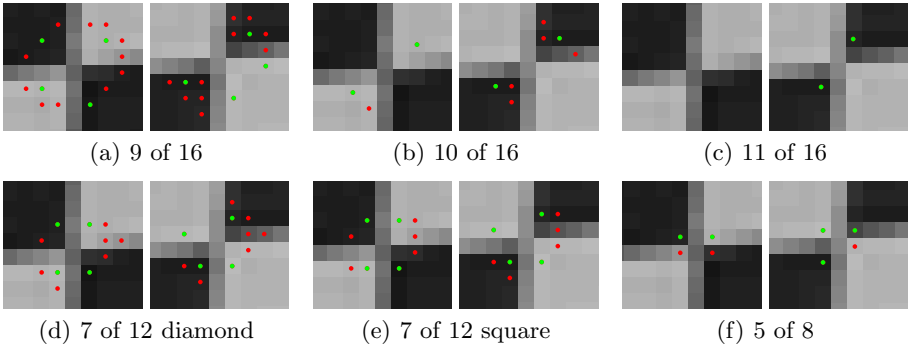 (a) 9 of 16
(b) 10 of 16
(c) 11 of 16
(d) 7 of 12 diamond
(e) 7 of 12 square
(f) 5 of 8